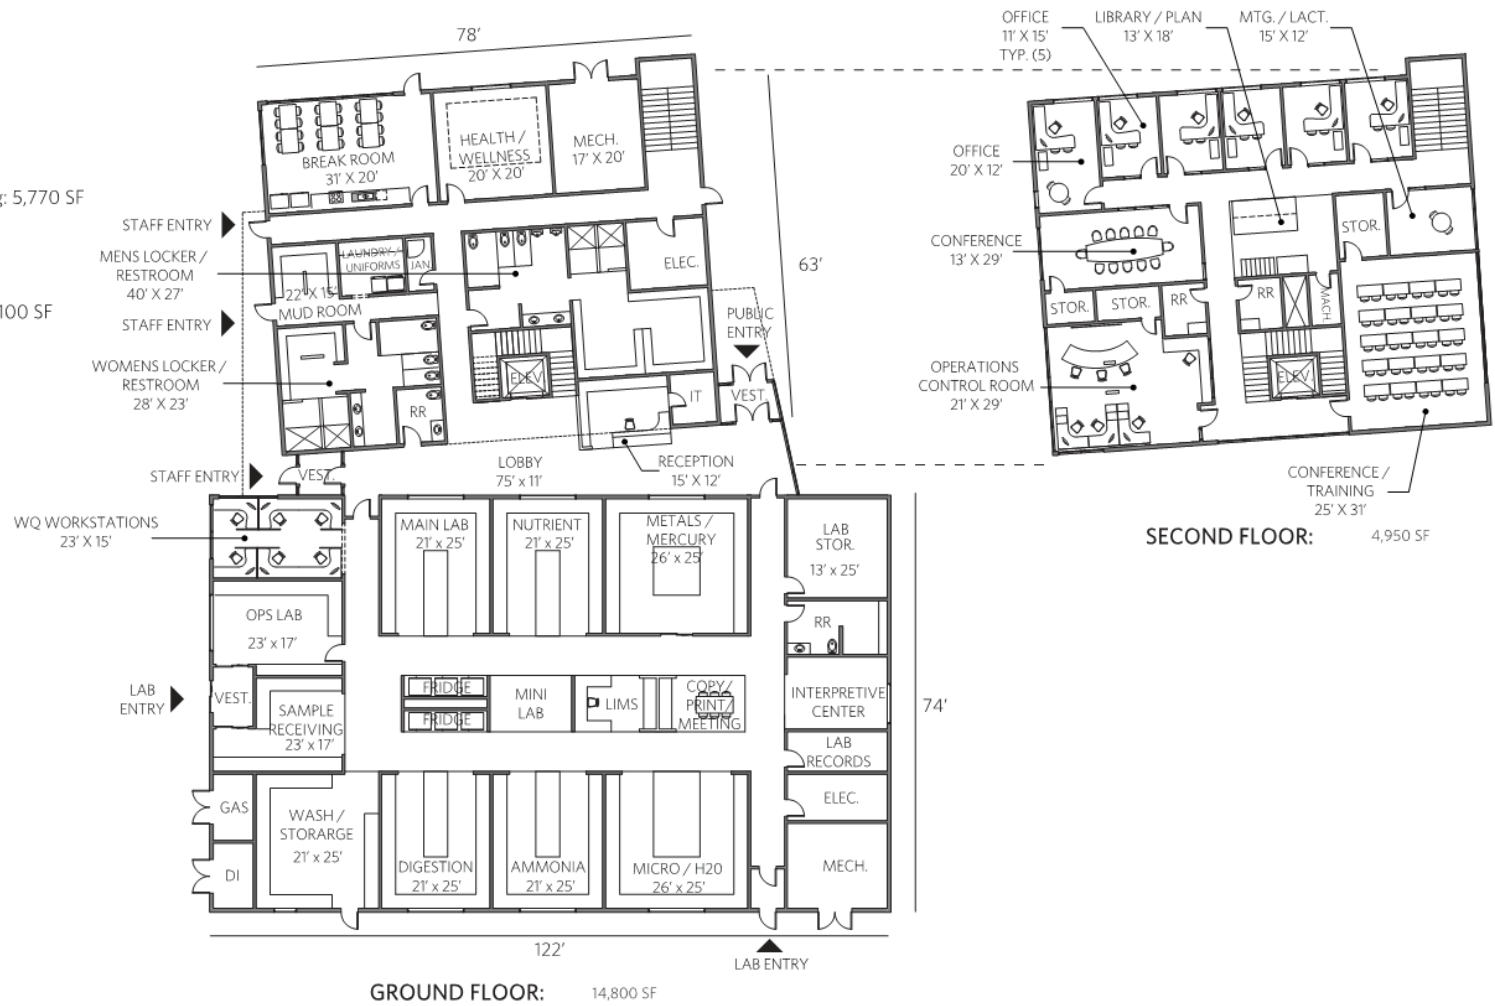 78'
OFFICE
11' X 15'
TYP. (5)
LIBRARY / PLAN
13' X 18'
MTG. / LACT.
15' X 12'
BREAK ROOM
31' X 20'
HEALTH /
WELLNESS
20' X 20'
MECH.
17' X 20'
OFFICE
20' X 12'
: 5,770 SF
STAFF ENTRY
MENS LOCKER /
RESTROOM
40' X 27'
LAUNDRY /
UNIFORMS
JAN.
ELEC.
63'
CONFERENCE
13' X 29'
STOR.
22' X 15'
MUD ROOM
100 SF
STAFF ENTRY
PUBLIC
ENTRY
STOR.
STOR.
RR
RR
MACH.
WOMENS LOCKER /
RESTROOM
28' X 23'
ELEV.
RR
IT
VEST.
OPERATIONS
CONTROL ROOM
21' X 29'
ELEV.
STAFF ENTRY
VEST.
LOBBY
75' x 11'
RECEPTION
15' X 12'
CONFERENCE /
TRAINING
25' X 31'
SECOND FLOOR:
4,950 SF
WQ WORKSTATIONS
23' X 15'
MAIN LAB
21' x 25'
NUTRIENT
21' x 25'
METALS /
MERCURY
26' x 25'
LAB
STOR.
13' x 25'
OPS LAB
23' x 17'
RR
LAB
ENTRY
VEST.
SAMPLE
RECEIVING
23' x 17'
FRIDGE
FRIDGE
MINI
LAB
LIMS
COPY/
PRINT/
MEETING
INTERPRETIVE
CENTER
74'
LAB
RECORDS
GAS
WASH /
STORARGE
21' x 25'
ELEC.
DI
DIGESTION
21' x 25'
AMMONIA
21' x 25'
MICRO / H20
26' x 25'
MECH.
122'
LAB ENTRY
GROUND FLOOR:
14,800 SF